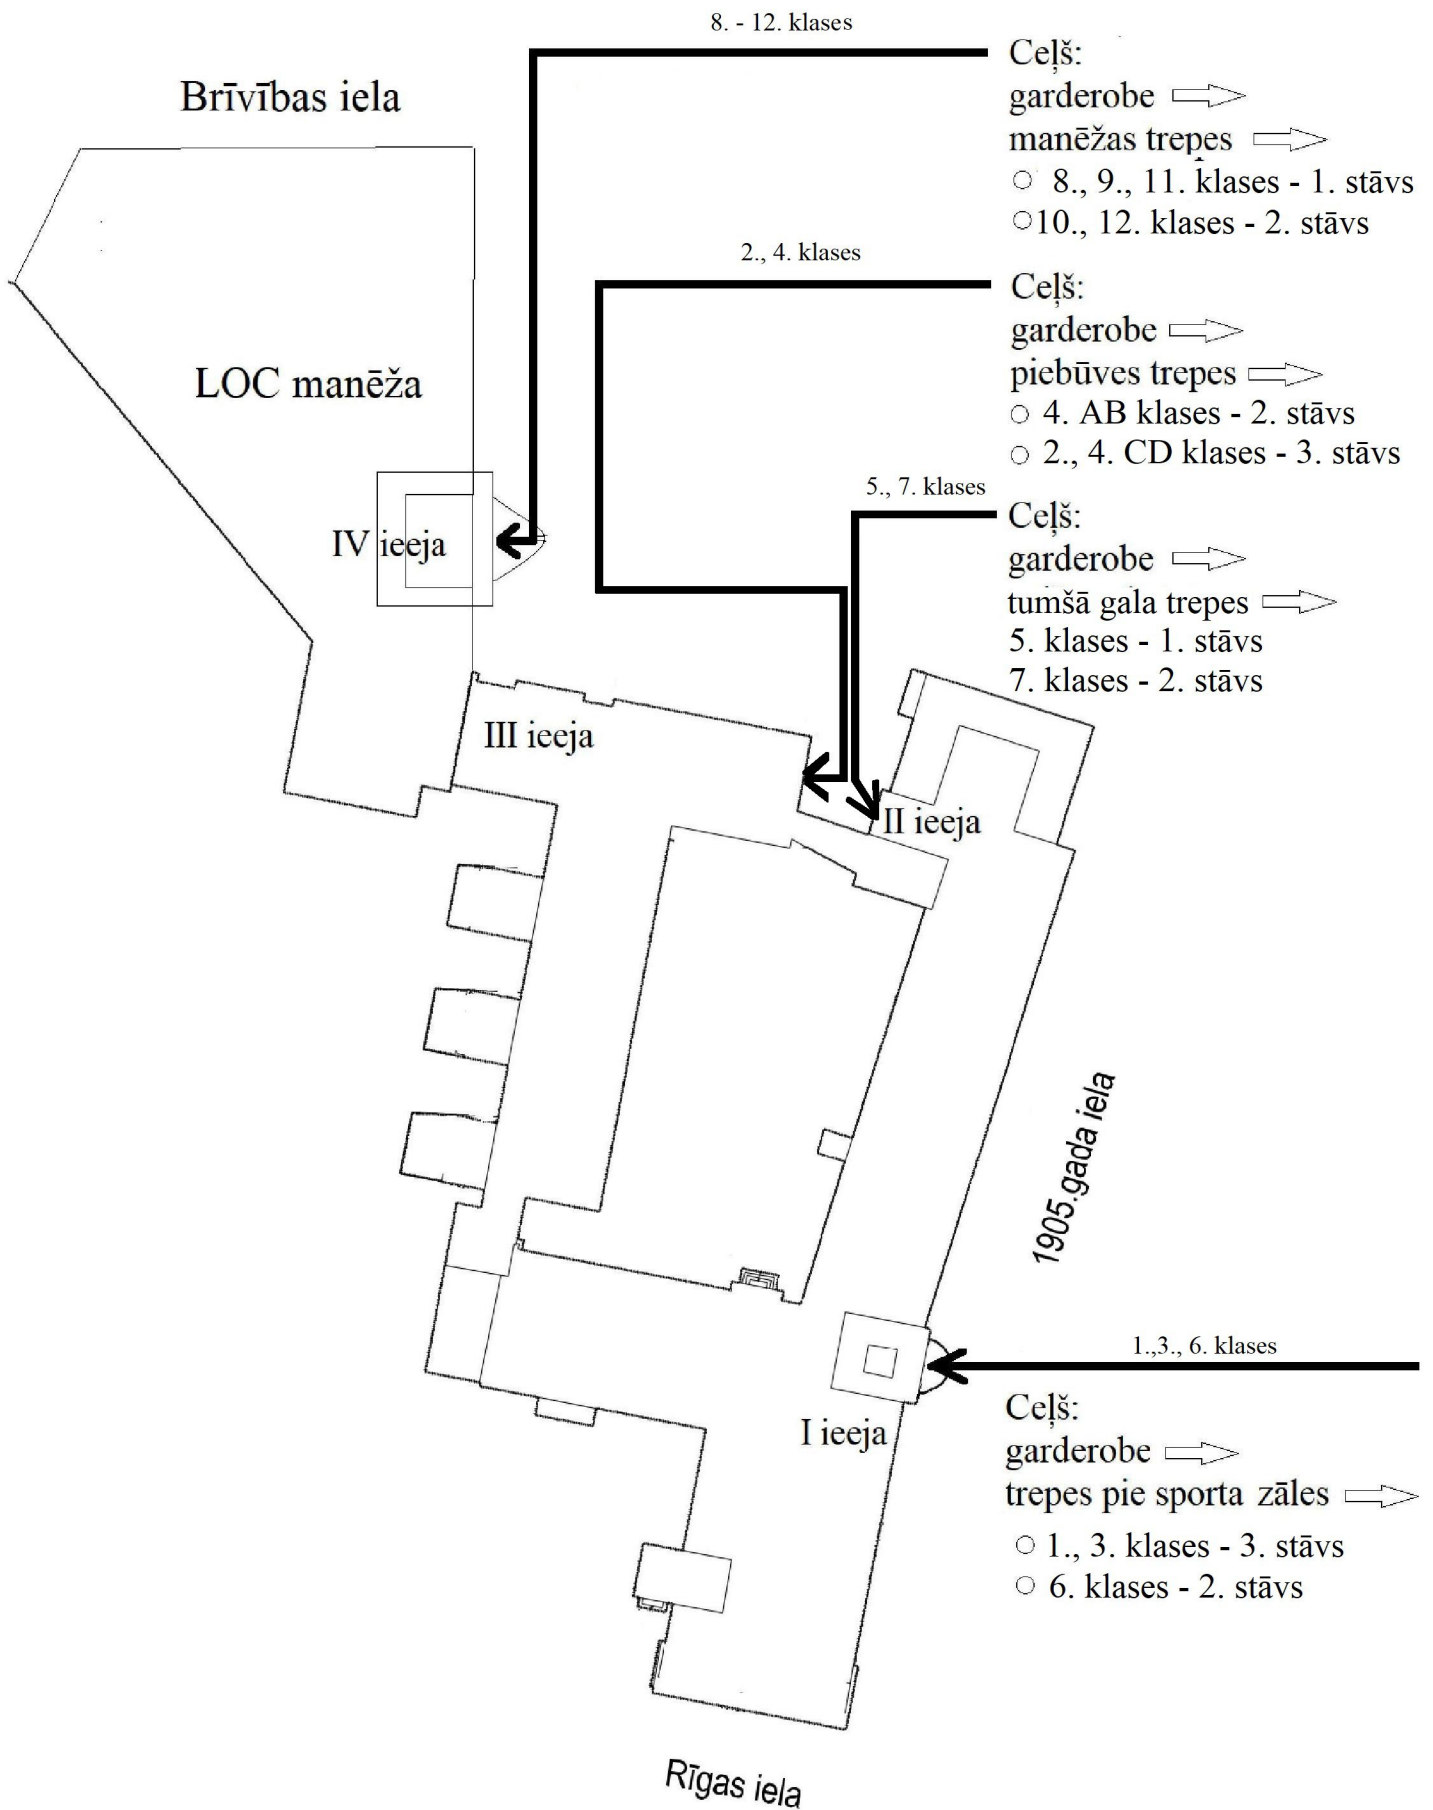 8. - 12. klases
Ceļš:
garderobe
manēžas trepes
8., 9., 11. klases - 1. stāvs
10., 12. klases - 2. stāvs
Brīvības iela
2., 4. klases
Ceļš:
garderobe
piebūves trepes
4. AB klases - 2. stāvs
2., 4. CD klases - 3. stāvs
LOC manēža
5., 7. klases
Ceļš:
garderobe
tumšā gala trepes
5. klases - 1. stāvs
7. klases - 2. stāvs
IV ieeja
III ieeja
II ieeja
1905.gada iela
1.,3., 6. klases
Ceļš:
garderobe
trepes pie sporta zāles
1., 3. klases - 3. stāvs
6. klases - 2. stāvs
I ieeja
Rīgas iela